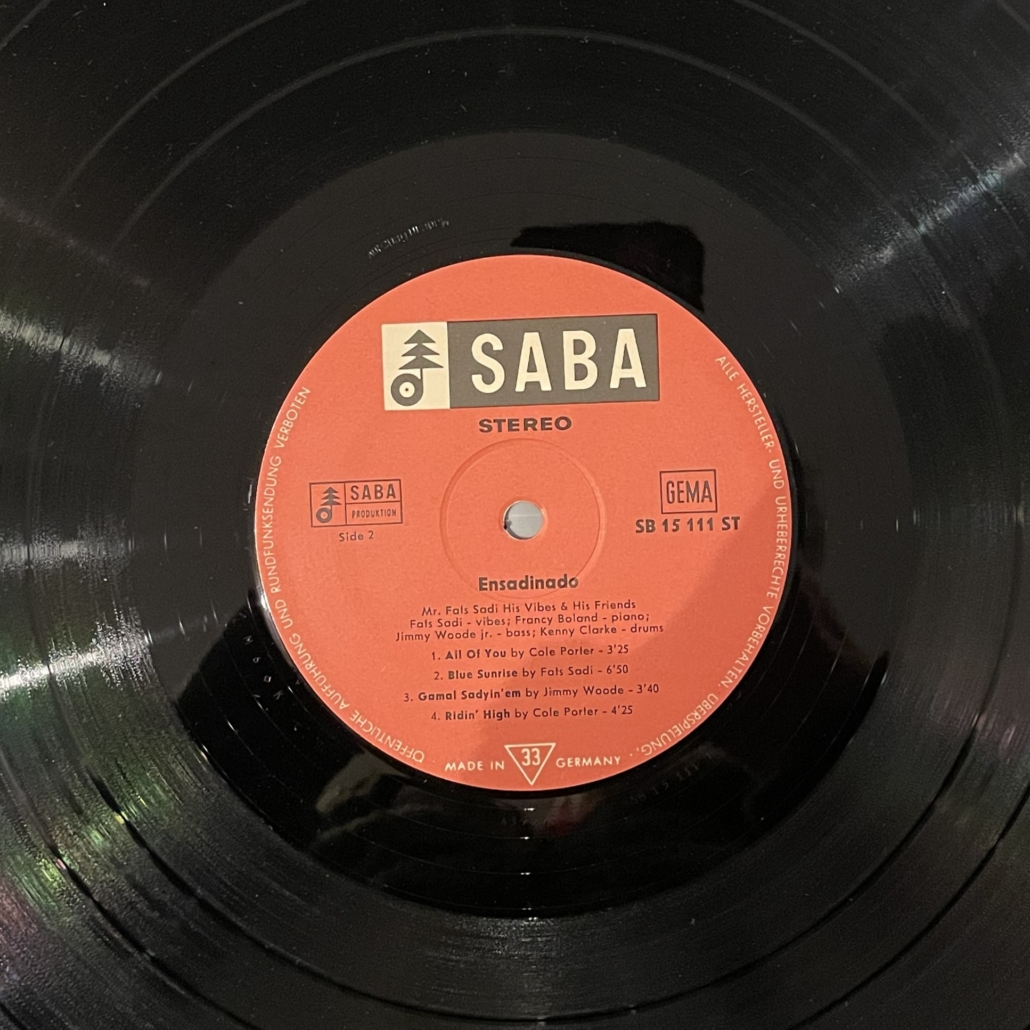 SABA
STEREO
SABA
PRODUKTION
Side 2
GEMA
SB 15 111 ST
Ensadinado
Mr. Fats Sadi His Vibes & His Friends
Fats Sadi - vibes; Francy Boland - piano;
Jimmy Woode jr. - bass; Kenny Clarke - drums
1. All Of You by Cole Porter - 3'25
2. Blue Sunrise by Fats Sadi - 6'50
3. Gamal Sadyin'em by Jimmy Woode - 3'40
4. Ridin' High by Cole Porter - 4'25
MADE IN 33 GERMANY
ALLE HERSTELLER- UND URHEBERRECHTE VORBEHALTEN. ÜBERSPIELUNG,
ÖFFENTLICHE AUFFÜHRUNG UND RUNDFUNKSENDUNG VERBOTEN